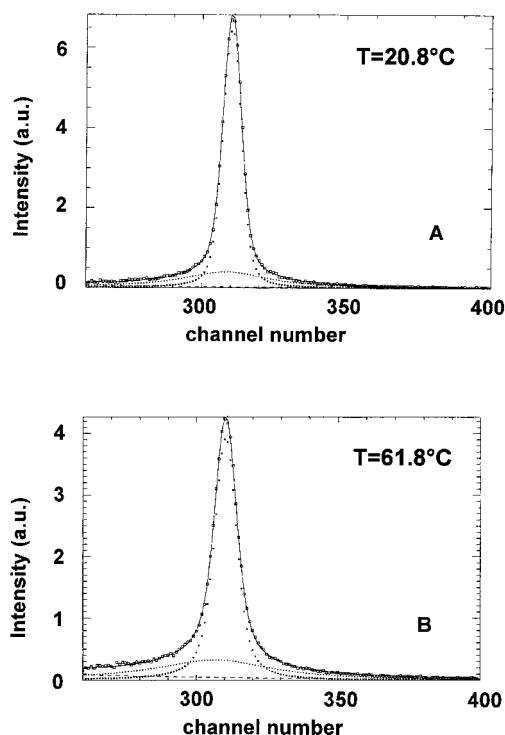 6
T=20.8°C
4
Intensity (a.u.)
2
A
0
300
350
400
channel number
4
T=61.8°C
3
Intensity (a.u.)
2
1
B
0
300
350
400
channel number